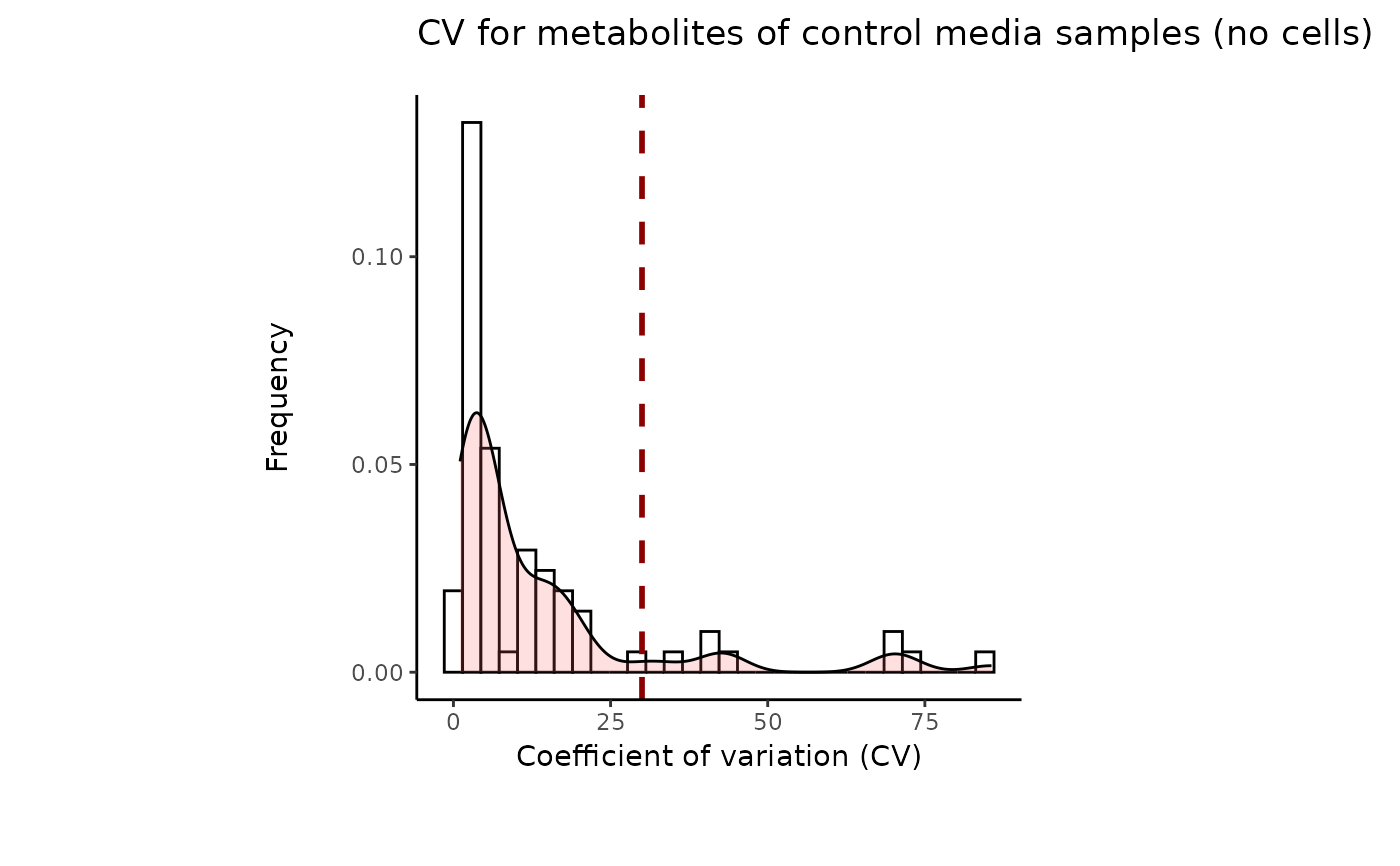 CV for metabolites of control media samples (no cells)
Frequency
0.10
0.05
0.00
0 25 50 75
Coefficient of variation (CV)